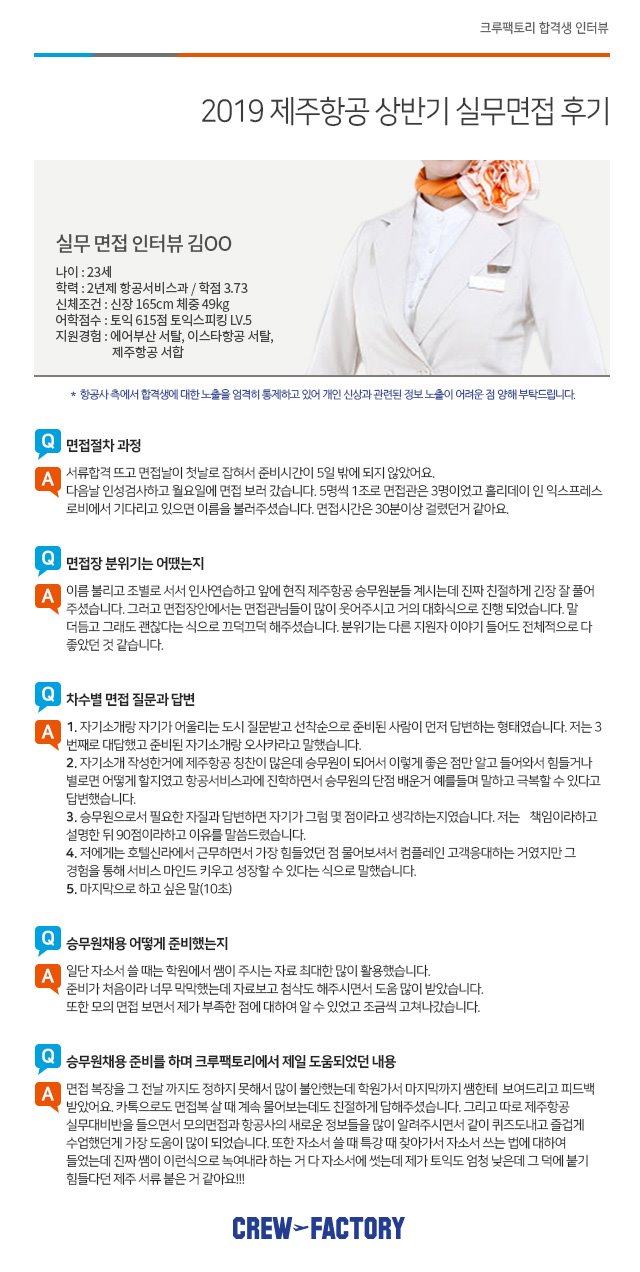 크루팩토리 합격생 인터뷰
2019 제주항공 상반기 실무면접 후기
실무 면접 인터뷰 김OO
나이 : 23세
학력 : 2년제 항공서비스과 / 학점 3.73
신체조건 : 신장 165cm 체중 49kg
어학점수 : 토익 615점 토익스피킹 LV.5
지원경험 : 에어부산 서탈, 이스타항공 서탈,
제주항공 서합
* 항공사 측에서 합격생에 대한 노출을 엄격히 통제하고 있어 개인 신상과 관련된 정보 노출이 어려운 점 양해 부탁드립니다.
Q 면접절차 과정
A 서류합격 뜨고 면접날이 첫날로 잡혀서 준비시간이 5일 밖에 되지 않았어요.
다음날 인성검사하고 월요일에 면접 보러 갔습니다. 5명씩 1조로 면접관은 3명이었고 홀리데이 인 익스프레스
로비에서 기다리고 있으면 이름을 불러주셨습니다. 면접시간은 30분이상 걸렸던거 같아요.
Q 면접장 분위기는 어땠는지
A 이름 불리고 조별로 서서 인사연습하고 앞에 현직 제주항공 승무원분들 계시는데 진짜 친절하게 긴장 잘 풀어
주셨습니다. 그러고 면접장안에서는 면접관님들이 많이 웃어주시고 거의 대화식으로 진행 되었습니다. 말
더듬고 그래도 괜찮다는 식으로 끄덕끄덕 해주셨습니다. 분위기는 다른 지원자 이야기 들어도 전체적으로 다
좋았던 것 같습니다.
Q 차수별 면접 질문과 답변
A 1. 자기소개랑 자기가 어울리는 도시 질문받고 선착순으로 준비된 사람이 먼저 답변하는 형태였습니다. 저는 3
번째로 대답했고 준비된 자기소개랑 오사카라고 말했습니다.
2. 자기소개 작성한거에 제주항공 칭찬이 많은데 승무원이 되어서 이렇게 좋은 점만 알고 들어와서 힘들거나
별로면 어떻게 할지였고 항공서비스과에 진학하면서 승무원의 단점 배운거 예를들며 말하고 극복할 수 있다고
답변했습니다.
3. 승무원으로서 필요한 자질과 답변하면 자기가 그럼 몇 점이라고 생각하는지였습니다. 저는 책임이라하고
설명한 뒤 90점이라하고 이유를 말씀드렸습니다.
4. 저에게는 호텔신라에서 근무하면서 가장 힘들었던 점 물어보셔서 컴플레인 고객응대하는 거였지만 그
경험을 통해 서비스 마인드 키우고 성장할 수 있다는 식으로 말했습니다.
5. 마지막으로 하고 싶은 말(10초)
Q 승무원채용 어떻게 준비했는지
A 일단 자소서 쓸 때는 학원에서 쌤이 주시는 자료 최대한 많이 활용했습니다.
준비가 처음이라 너무 막막했는데 자료보고 첨삭도 해주시면서 도움 많이 받았습니다.
또한 모의 면접 보면서 제가 부족한 점에 대하여 알 수 있었고 조금씩 고쳐나갔습니다.
Q 승무원채용 준비를 하며 크루팩토리에서 제일 도움되었던 내용
A 면접 복장을 그 전날 까지도 정하지 못해서 많이 불안했는데 학원가서 마지막까지 쌤한테 보여드리고 피드백
받았어요. 카톡으로도 면접복 살 때 계속 물어보는데도 친절하게 답해주셨습니다. 그리고 따로 제주항공
실무대비반을 들으면서 모의면접과 항공사의 새로운 정보들을 많이 알려주시면서 같이 퀴즈도내고 즐겁게
수업했던게 가장 도움이 많이 되었습니다. 또한 자소서 쓸 때 특강 때 찾아가서 자소서 쓰는 법에 대하여
들었는데 진짜 쌤이 이런식으로 녹여내라 하는 거 다 자소서에 썻는데 제가 토익도 엄청 낮은데 그 덕에 붙기
힘들다던 제주 서류 붙은 거 같아요!!!
CREW FACTORY